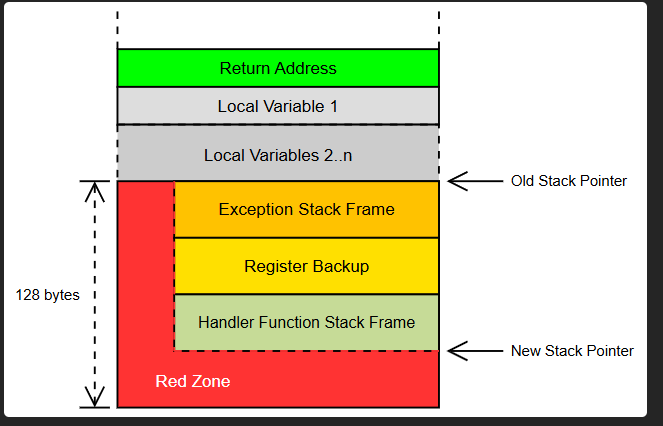 Return Address
Local Variable 1
Local Variables 2..n
Old Stack Pointer
Exception Stack Frame
Register Backup
128 bytes
Handler Function Stack Frame
New Stack Pointer
Red Zone